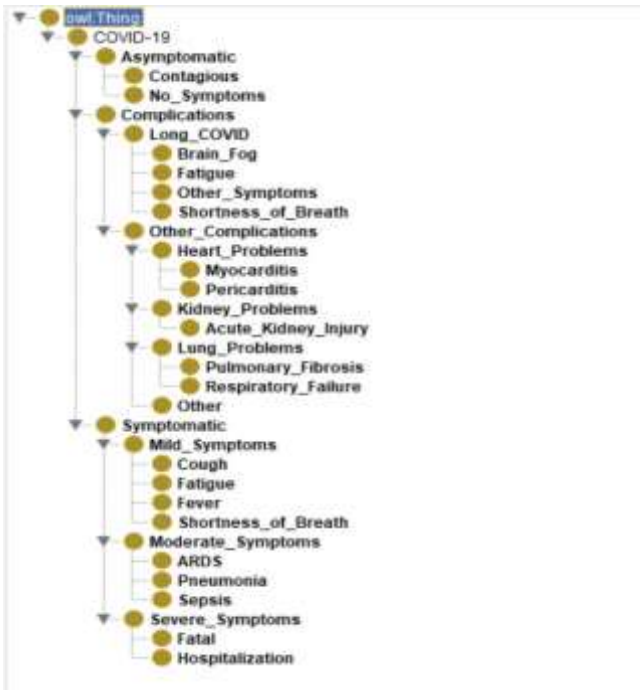 owl:Thing
COVID-19
Asymptomatic
Contagious
No_Symptoms
Complications
Long_COVID
Brain_Fog
Fatigue
Other_Symptoms
Shortness_of_Breath
Other_Complications
Heart_Problems
Myocarditis
Pericarditis
Kidney_Problems
Acute_Kidney_Injury
Lung_Problems
Pulmonary_Fibrosis
Respiratory_Failure
Other
Symptomatic
Mild_Symptoms
Cough
Fatigue
Fever
Shortness_of_Breath
Moderate_Symptoms
ARDS
Pneumonia
Sepsis
Severe_Symptoms
Fatal
Hospitalization